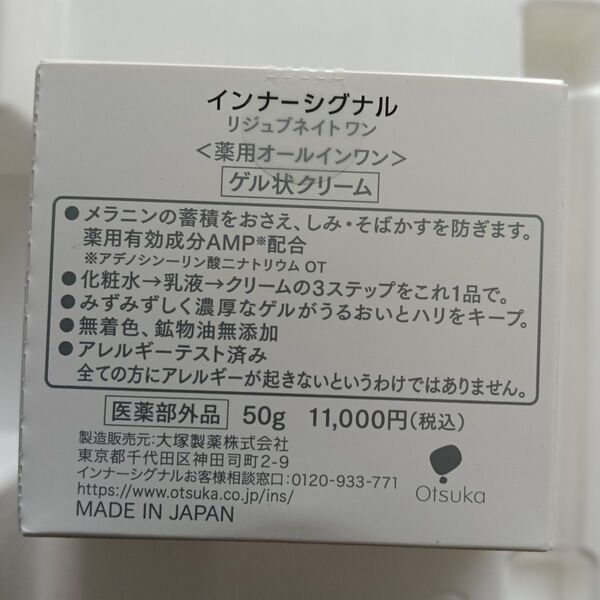 インナーシグナル
リジュブネイト ワン
＜薬用オールインワン＞
ゲル状クリーム
●メラニンの蓄積をおさえ、しみ・そばかすを防ぎます。
薬用有効成分AMP※配合
※アデノシン一リン酸二ナトリウム OT
●化粧水→乳液→クリームの3ステップをこれ1品で。
●みずみずしく濃厚なゲルがうるおいとハリをキープ。
●無着色、鉱物油無添加
●アレルギーテスト済み
全ての方にアレルギーが起きないというわけではありません。
医薬部外品 50g 11,000円(税込)
製造販売元:大塚製薬株式会社
東京都千代田区神田司町2-9
インナーシグナルお客様相談窓口:0120-933-771
https://www.otsuka.co.jp/ins/
MADE IN JAPAN
Otsuka